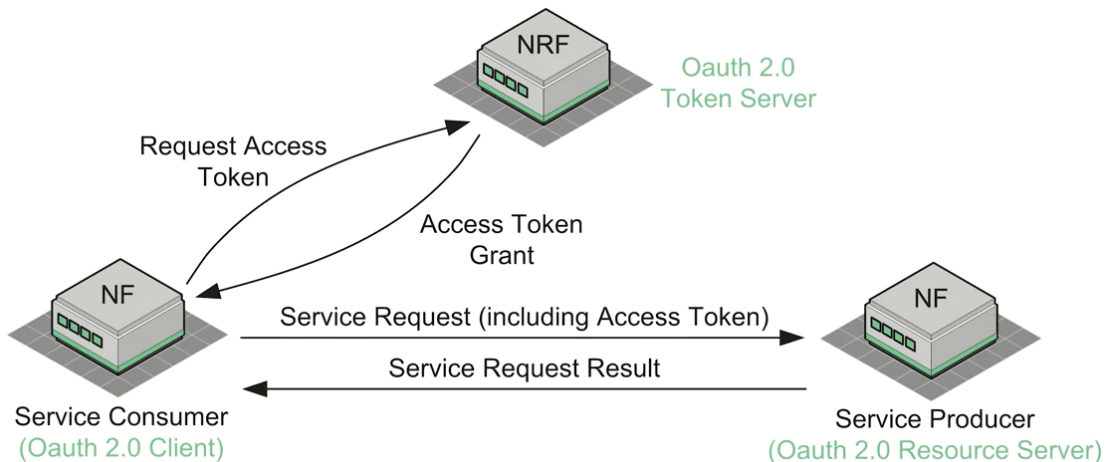 NRF
Oauth 2.0
Token Server
Request Access
Token
Access Token
Grant
NF
NF
Service Request (including Access Token)
Service Request Result
Service Consumer
(Oauth 2.0 Client)
Service Producer
(Oauth 2.0 Resource Server)